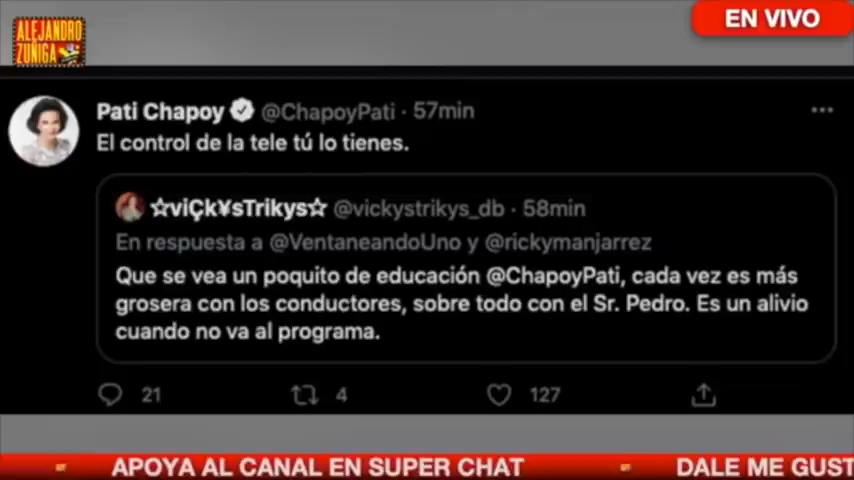 ALEJANDRO
ZUÑIGA
EN VIVO
Pati Chapoy @ChapoyPati · 57min
El control de la tele tú lo tienes.
☆viÇk¥sTrikys☆ @vickystrikys_db · 58min
En respuesta a @VentaneandoUno y @rickymanjarrez
Que se vea un poquito de educación @ChapoyPati, cada vez es más
grosera con los conductores, sobre todo con el Sr. Pedro. Es un alivio
cuando no va al programa.
21 4 127
APOYA AL CANAL EN SUPER CHAT DALE ME GUST